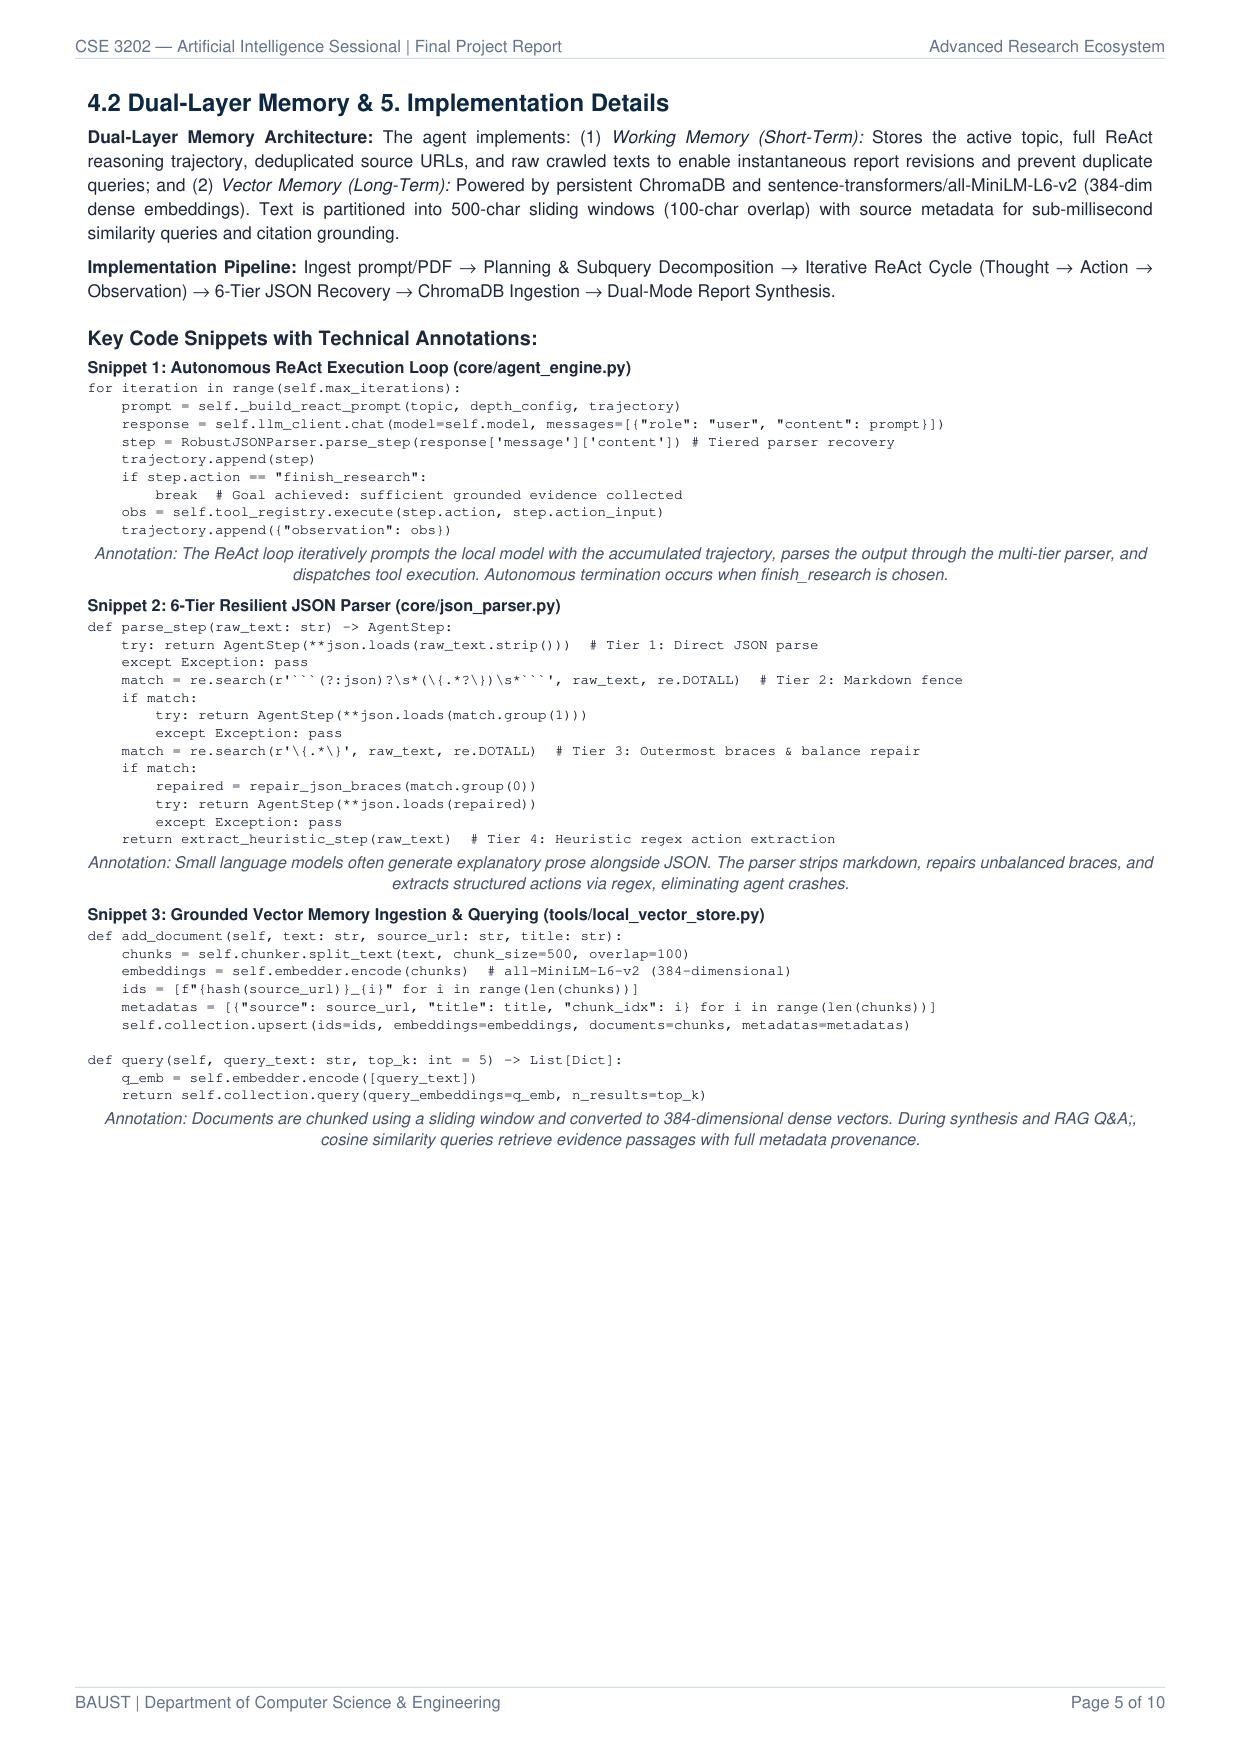 CSE 3202 — Artificial Intelligence Sessional | Final Project Report
Advanced Research Ecosystem
4.2 Dual-Layer Memory & 5. Implementation Details
Dual-Layer Memory Architecture: The agent implements: (1) Working Memory (Short-Term): Stores the active topic, full ReAct
reasoning trajectory, deduplicated source URLs, and raw crawled texts to enable instantaneous report revisions and prevent duplicate
queries; and (2) Vector Memory (Long-Term): Powered by persistent ChromaDB and sentence-transformers/all-MiniLM-L6-v2 (384-dim
dense embeddings). Text is partitioned into 500-char sliding windows (100-char overlap) with source metadata for sub-millisecond
similarity queries and citation grounding.
Implementation Pipeline: Ingest prompt/PDF → Planning & Subquery Decomposition → Iterative ReAct Cycle (Thought → Action →
Observation) → 6-Tier JSON Recovery → ChromaDB Ingestion → Dual-Mode Report Synthesis.
Key Code Snippets with Technical Annotations:
Snippet 1: Autonomous ReAct Execution Loop (core/agent_engine.py)
for iteration in range(self.max_iterations):
    prompt = self._build_react_prompt(topic, depth_config, trajectory)
    response = self.llm_client.chat(model=self.model, messages=[{"role": "user", "content": prompt}])
    step = RobustJSONParser.parse_step(response['message']['content']) # Tiered parser recovery
    trajectory.append(step)
    if step.action == "finish_research":
        break  # Goal achieved: sufficient grounded evidence collected
    obs = self.tool_registry.execute(step.action, step.action_input)
    trajectory.append({"observation": obs})
Annotation: The ReAct loop iteratively prompts the local model with the accumulated trajectory, parses the output through the multi-tier parser, and
dispatches tool execution. Autonomous termination occurs when finish_research is chosen.
Snippet 2: 6-Tier Resilient JSON Parser (core/json_parser.py)
def parse_step(raw_text: str) -> AgentStep:
    try: return AgentStep(**json.loads(raw_text.strip()))  # Tier 1: Direct JSON parse
    except Exception: pass
    match = re.search(r'```(?:json)?\s*(\{.*?\})\s*```', raw_text, re.DOTALL)  # Tier 2: Markdown fence
    if match:
        try: return AgentStep(**json.loads(match.group(1)))
        except Exception: pass
    match = re.search(r'\{.*\}', raw_text, re.DOTALL)  # Tier 3: Outermost braces & balance repair
    if match:
        repaired = repair_json_braces(match.group(0))
        try: return AgentStep(**json.loads(repaired))
        except Exception: pass
    return extract_heuristic_step(raw_text)  # Tier 4: Heuristic regex action extraction
Annotation: Small language models often generate explanatory prose alongside JSON. The parser strips markdown, repairs unbalanced braces, and
extracts structured actions via regex, eliminating agent crashes.
Snippet 3: Grounded Vector Memory Ingestion & Querying (tools/local_vector_store.py)
def add_document(self, text: str, source_url: str, title: str):
    chunks = self.chunker.split_text(text, chunk_size=500, overlap=100)
    embeddings = self.embedder.encode(chunks)  # all-MiniLM-L6-v2 (384-dimensional)
    ids = [f"{hash(source_url)}_{i}" for i in range(len(chunks))]
    metadatas = [{"source": source_url, "title": title, "chunk_idx": i} for i in range(len(chunks))]
    self.collection.upsert(ids=ids, embeddings=embeddings, documents=chunks, metadatas=metadatas)
def query(self, query_text: str, top_k: int = 5) -> List[Dict]:
    q_emb = self.embedder.encode([query_text])
    return self.collection.query(query_embeddings=q_emb, n_results=top_k)
Annotation: Documents are chunked using a sliding window and converted to 384-dimensional dense vectors. During synthesis and RAG Q&A;,
cosine similarity queries retrieve evidence passages with full metadata provenance.
BAUST | Department of Computer Science & Engineering
Page 5 of 10